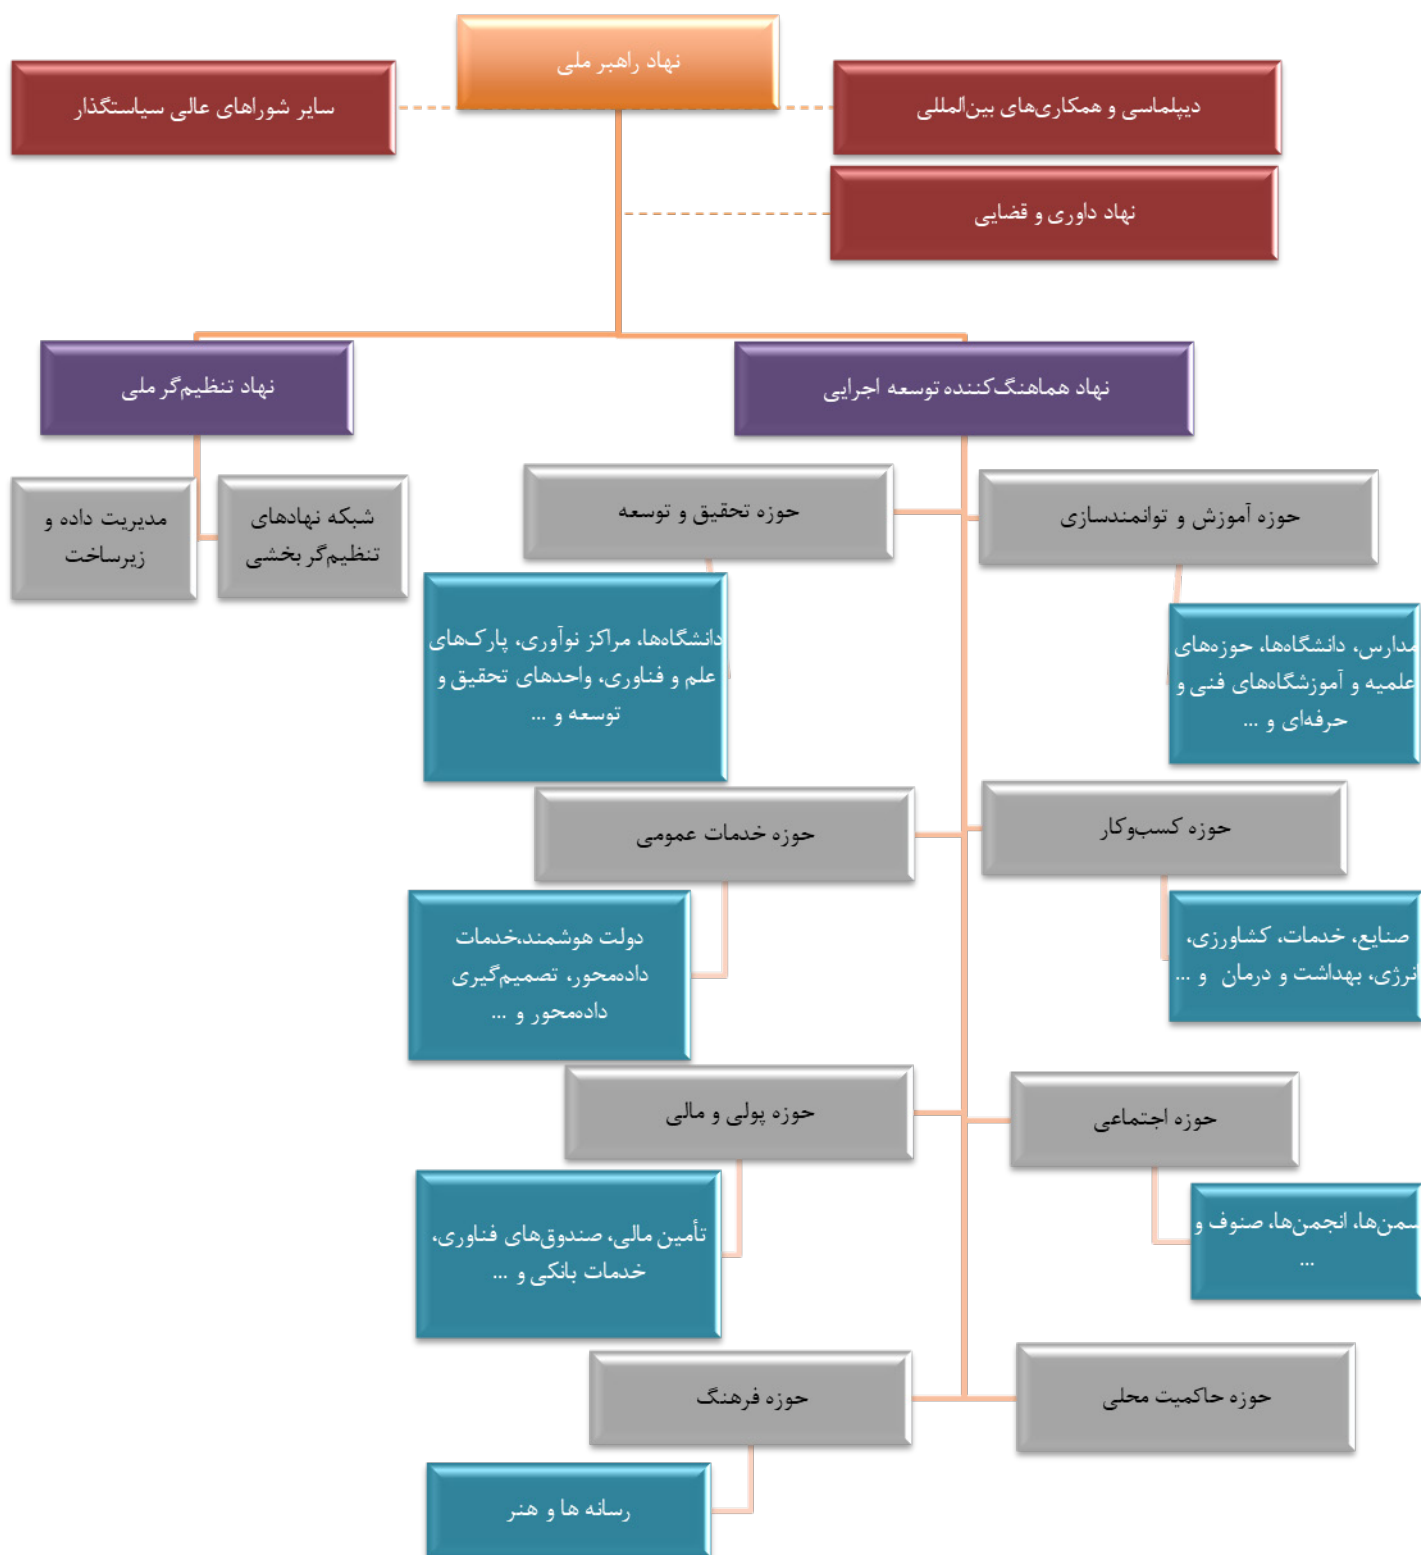 نهاد راهبر ملی
دیپلماسی و همکاری‌های بین‌المللی
سایر شوراهای عالی سیاستگذار
نهاد داوری و قضایی
نهاد هماهنگ‌کننده توسعه اجرایی
نهاد تنظیم‌گر ملی
شبکه نهادهای
تنظیم‌گر بخشی
مدیریت داده و
زیرساخت
حوزه آموزش و توانمندسازی
حوزه تحقیق و توسعه
مدارس، دانشگاه‌ها، حوزه‌های
علمیه و آموزشگاه‌های فنی و
حرفه‌ای و ...
دانشگاه‌ها، مراکز نوآوری، پارک‌های
علم و فناوری، واحدهای تحقیق و
توسعه و ...
حوزه کسب‌وکار
حوزه خدمات عمومی
صنایع، خدمات، کشاورزی،
انرژی، بهداشت و درمان و ...
دولت هوشمند،خدمات
داده‌محور، تصمیم‌گیری
داده‌محور و ...
حوزه اجتماعی
حوزه پولی و مالی
سمن‌ها، انجمن‌ها، صنوف و
...
تأمین مالی، صندوق‌های فناوری،
خدمات بانکی و ...
حوزه حاکمیت محلی
حوزه فرهنگ
رسانه ها و هنر